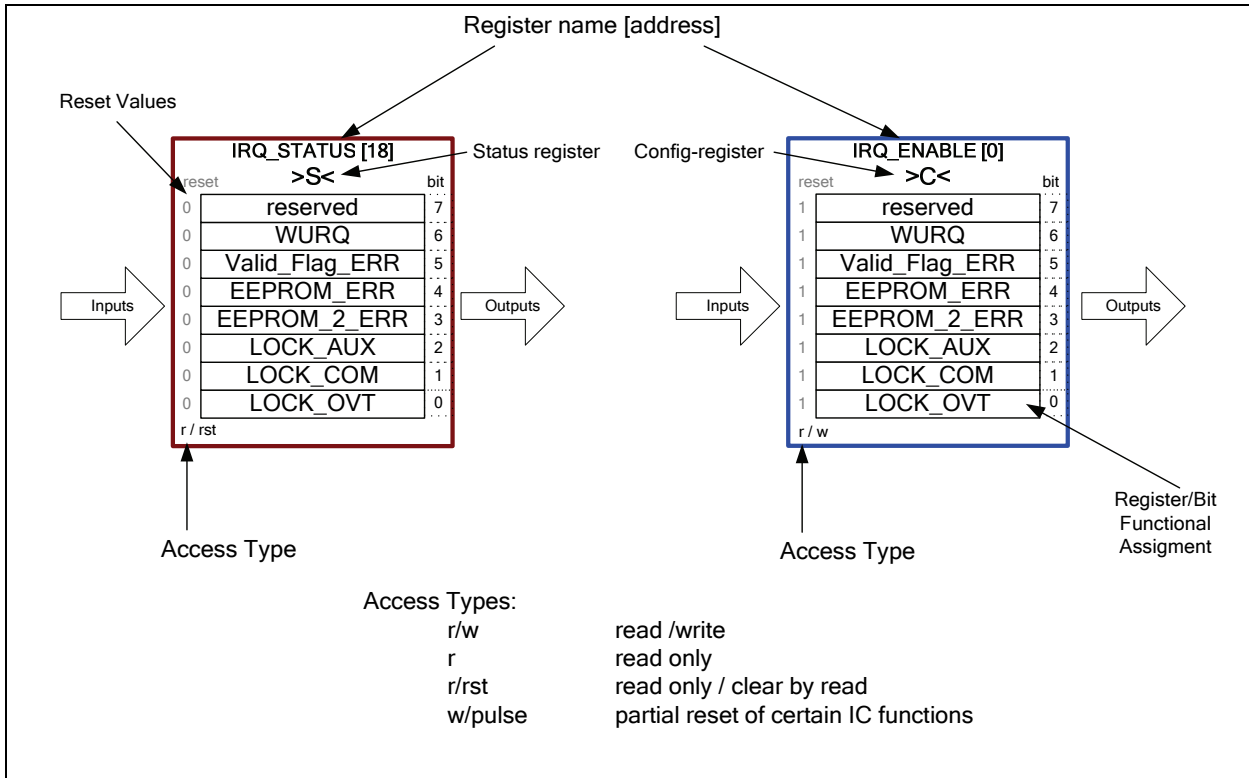 Register name [address]
Reset Values
IRQ_STATUS [18]
>S<
Status register
reset
bit
0 reserved 7
0 WURQ 6
0 Valid_Flag_ERR 5
0 EEPROM_ERR 4
0 EEPROM_2_ERR 3
0 LOCK_AUX 2
0 LOCK_COM 1
0 LOCK_OVT 0
r / rst
Inputs
Outputs
Access Type
Config-register
IRQ_ENABLE [0]
>C<
reset
bit
1 reserved 7
1 WURQ 6
1 Valid_Flag_ERR 5
1 EEPROM_ERR 4
1 EEPROM_2_ERR 3
1 LOCK_AUX 2
1 LOCK_COM 1
1 LOCK_OVT 0
r / w
Inputs
Outputs
Access Type
Register/Bit
Functional
Assigment
Access Types:
r/w read /write
r read only
r/rst read only / clear by read
w/pulse partial reset of certain IC functions